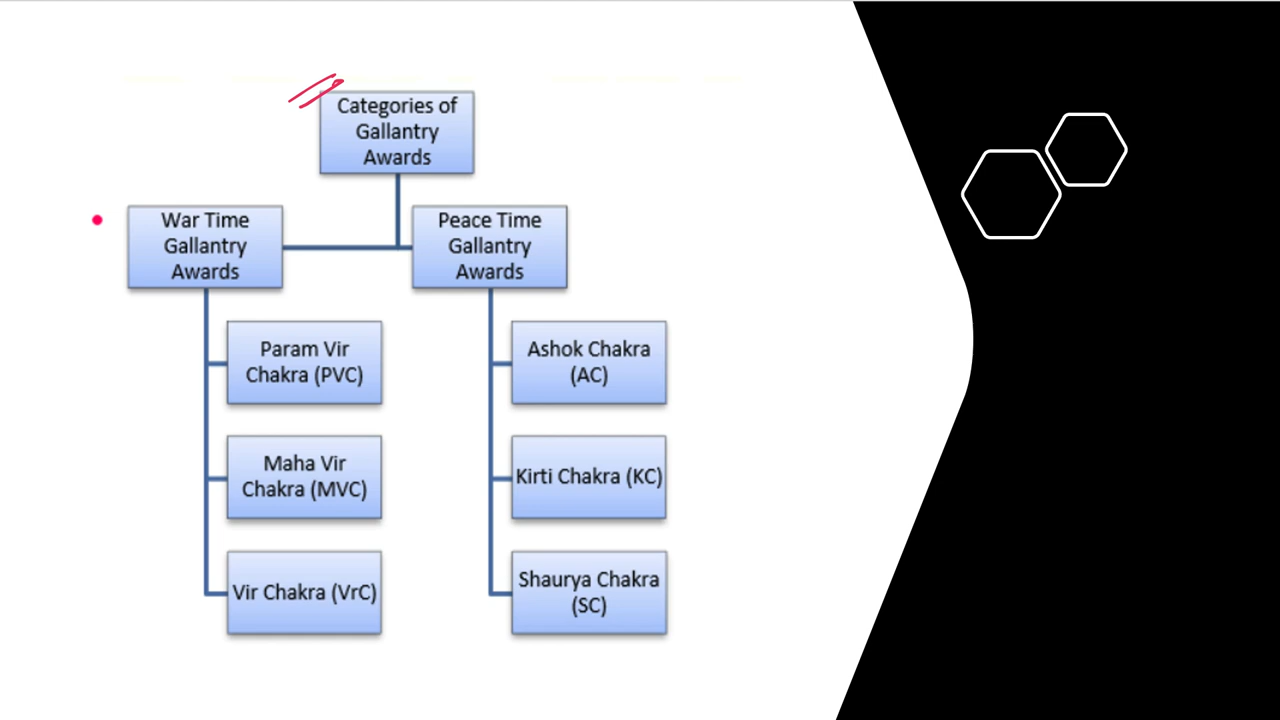 Categories of
Gallantry
Awards
War Time
Gallantry
Awards
Peace Time
Gallantry
Awards
Param Vir
Chakra (PVC)
Ashok Chakra
(AC)
Maha Vir
Chakra (MVC)
Kirti Chakra (KC)
Vir Chakra (VrC)
Shaurya Chakra
(SC)